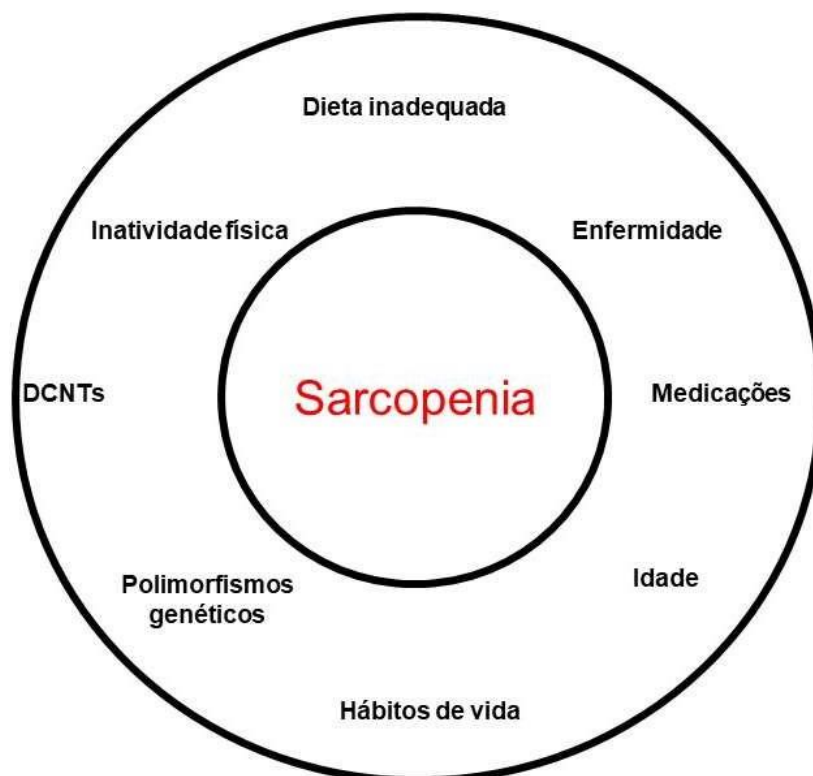 Dieta inadequada
Inatividade física
Enfermidade
DCNTs
Sarcopenia
Medicações
Polimorfismos
genéticos
Idade
Hábitos de vida